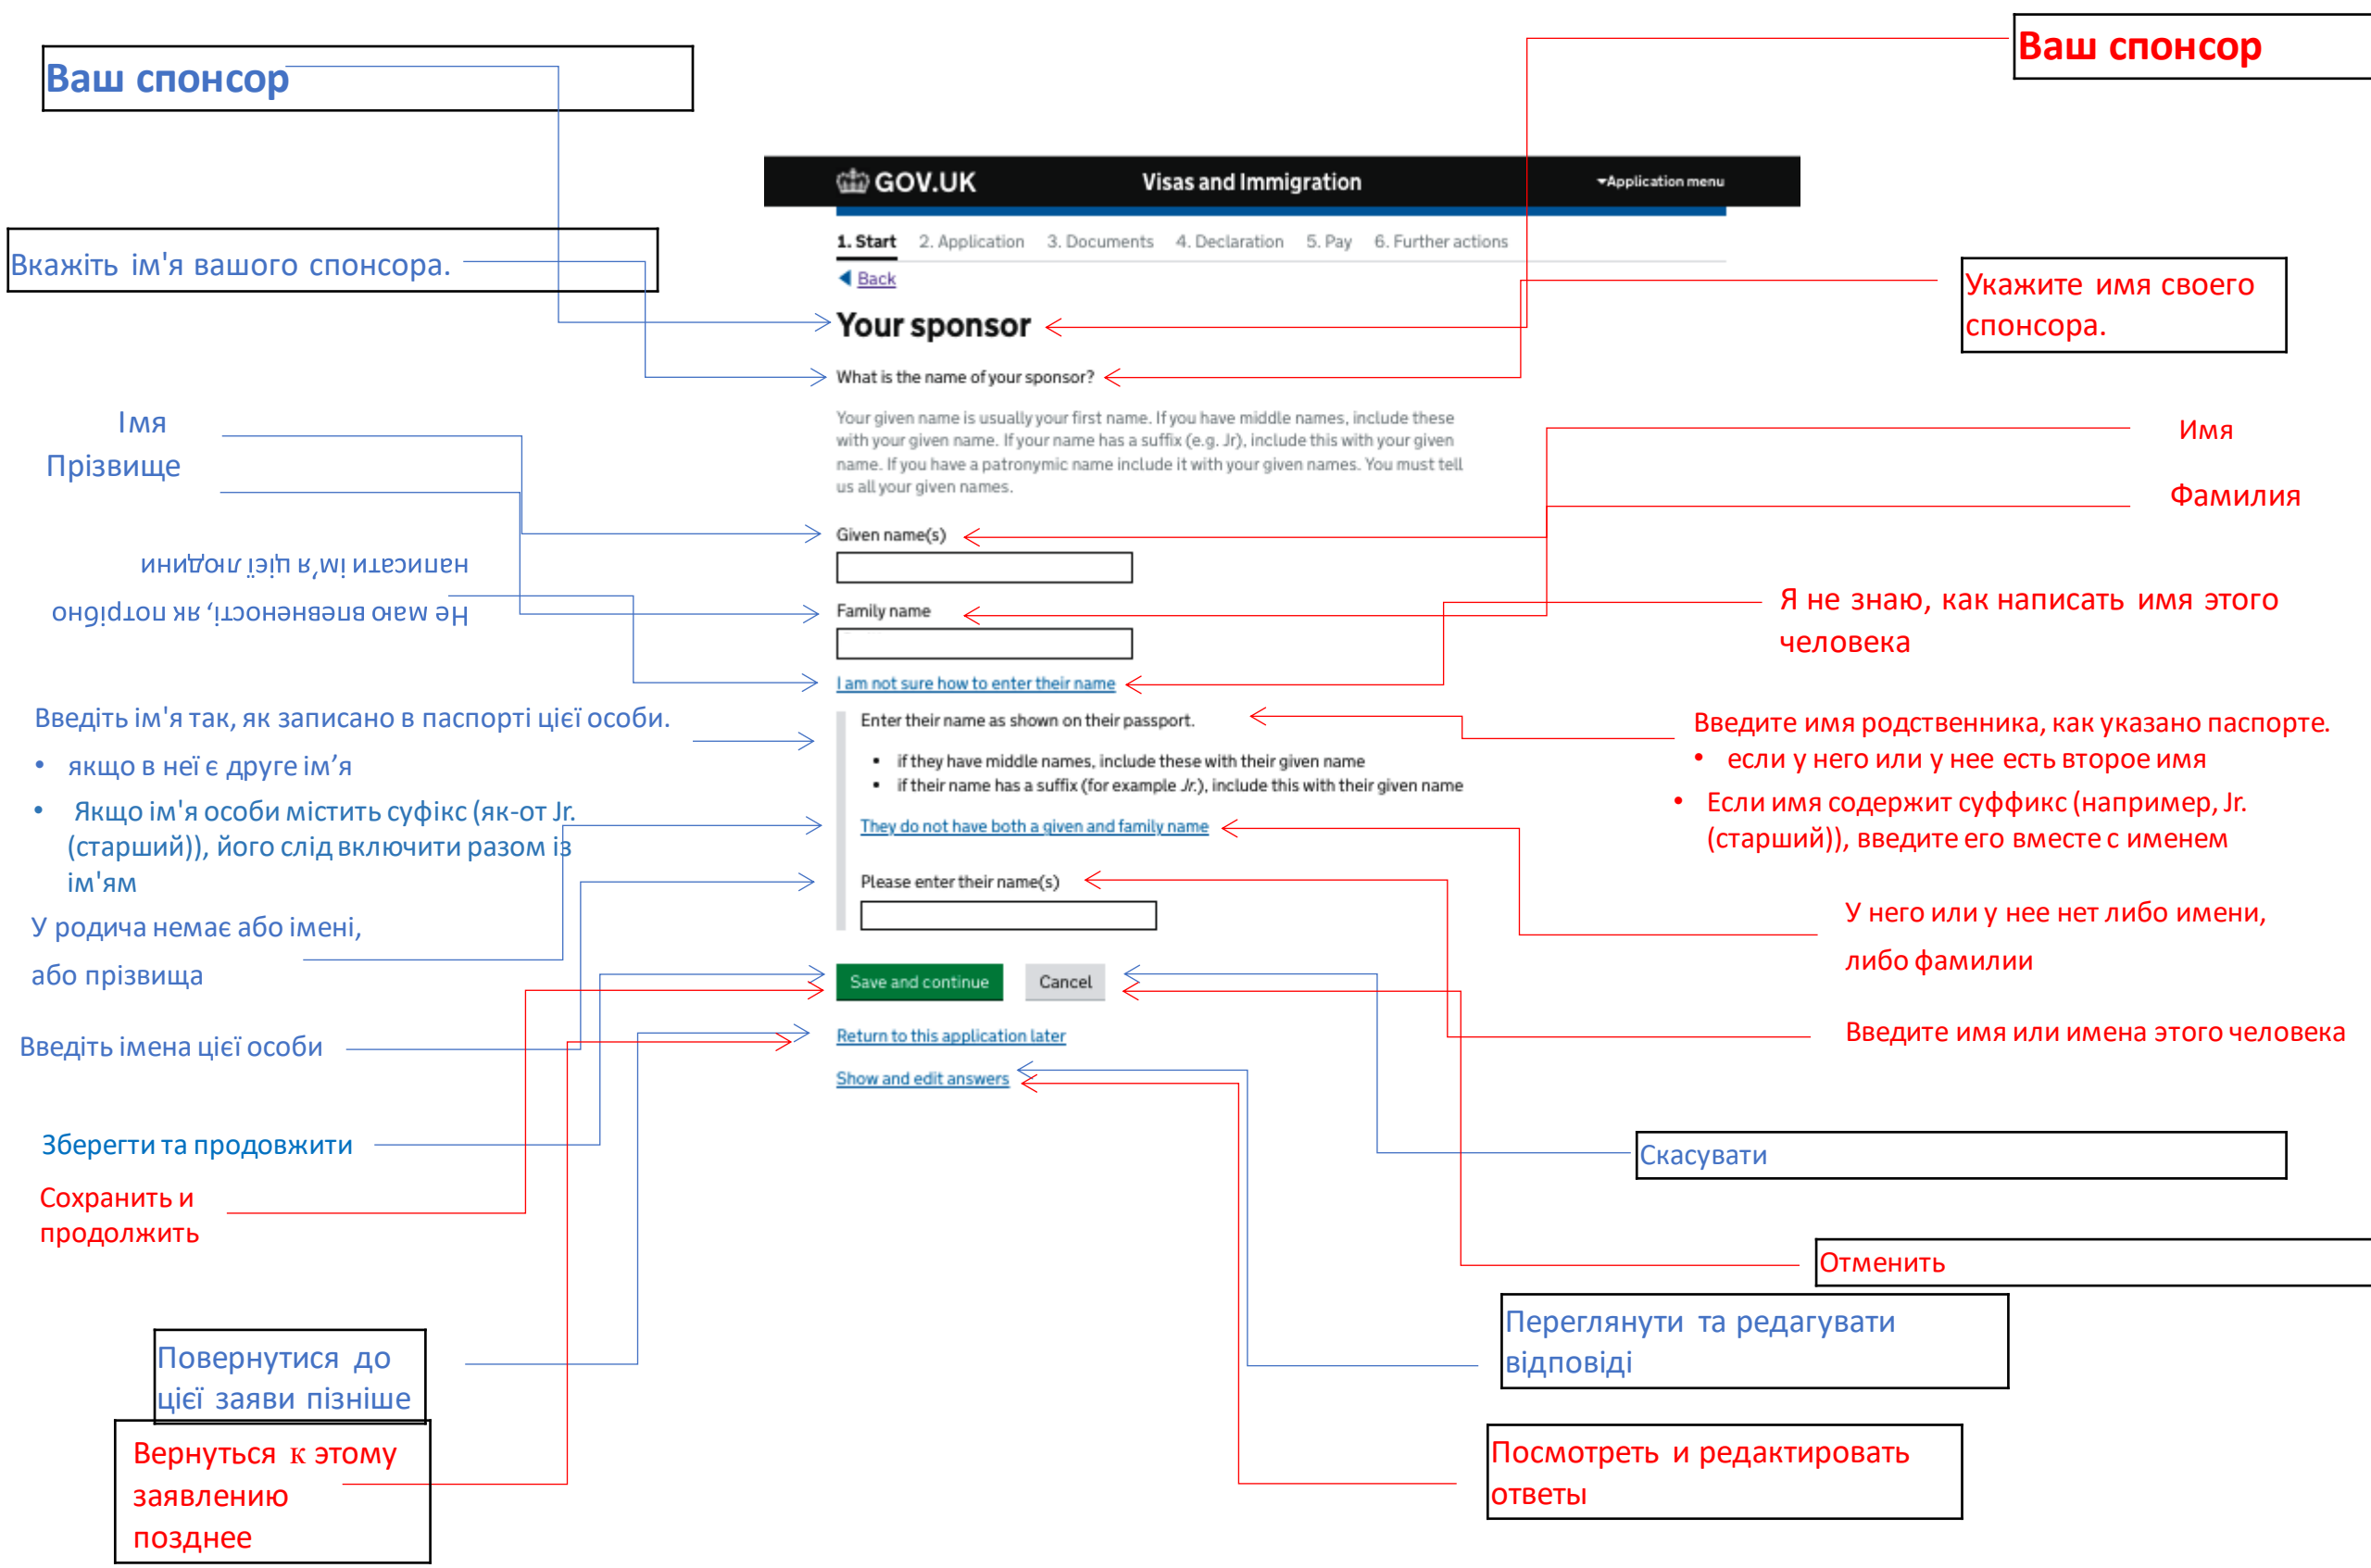 Ваш спонсор
Ваш спонсор
GOV.UK Visas and Immigration Application menu
1. Start 2. Application 3. Documents 4. Declaration 5. Pay 6. Further actions
Back
Вкажіть ім'я вашого спонсора.
Укажите имя своего
спонсора.
Your sponsor
What is the name of your sponsor?
Your given name is usually your first name. If you have middle names, include these
with your given name. If your name has a suffix (e.g. Jr), include this with your given
name. If you have a patronymic name include it with your given names. You must tell
us all your given names.
Імя
Прізвище
Имя
Фамилия
Given name(s)
Family name
Не маю впевненості, як потрібно
написати ім’я цієї людини
Я не знаю, как написать имя этого
человека
I am not sure how to enter their name
Введіть ім'я так, як записано в паспорті цієї особи.
• якщо в неї є друге ім’я
• Якщо ім'я особи містить суфікс (як-от Jr.
(старший)), його слід включити разом із
ім'ям
Enter their name as shown on their passport.
• if they have middle names, include these with their given name
• if their name has a suffix (for example Jr.), include this with their given name
They do not have both a given and family name
Please enter their name(s)
Введите имя родственника, как указано паспорте.
• если у него или у нее есть второе имя
• Если имя содержит суффикс (например, Jr.
(старший)), введите его вместе с именем
У родича немає або імені,
або прізвища
У него или у нее нет либо имени,
либо фамилии
Save and continue Cancel
Введіть імена цієї особи
Введите имя или имена этого человека
Return to this application later
Show and edit answers
Зберегти та продовжити
Скасувати
Сохранить и
продолжить
Отменить
Переглянути та редагувати
відповіді
Повернутися до
цієї заяви пізніше
Вернуться к этому
заявлению
позднее
Посмотреть и редактировать
ответы